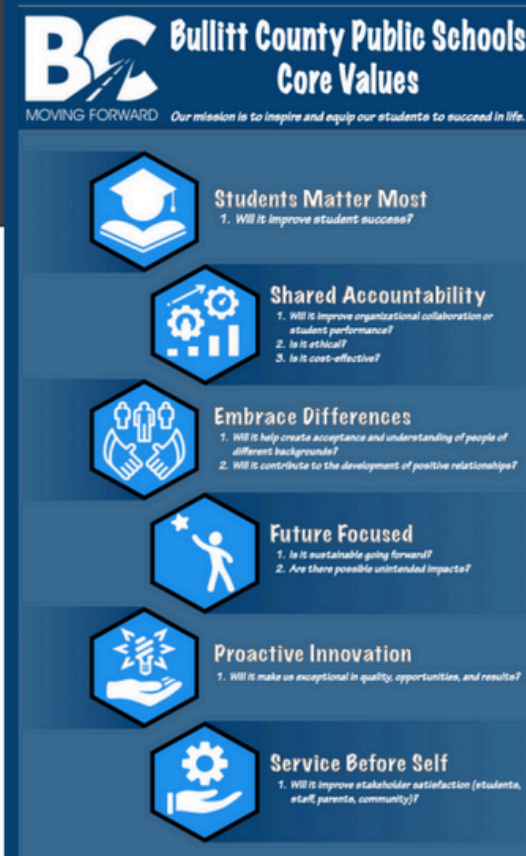 BC
MOVING FORWARD
Bullitt County Public Schools
Core Values
Our mission is to inspire and equip our students to succeed in life.
Students Matter Most
1. Will it improve student success?
Shared Accountability
1. Will it improve organizational collaboration or
student performance?
2. Is it ethical?
3. Is it cost-effective?
Embrace Differences
1. Will it help create acceptance and understanding of people of
different backgrounds?
2. Will it contribute to the development of positive relationships?
Future Focused
1. Is it sustainable going forward?
2. Are there possible unintended impacts?
Proactive Innovation
1. Will it make us exceptional in quality, opportunities, and results?
Service Before Self
1. Will it improve stakeholder satisfaction (students,
staff, parents, community)?